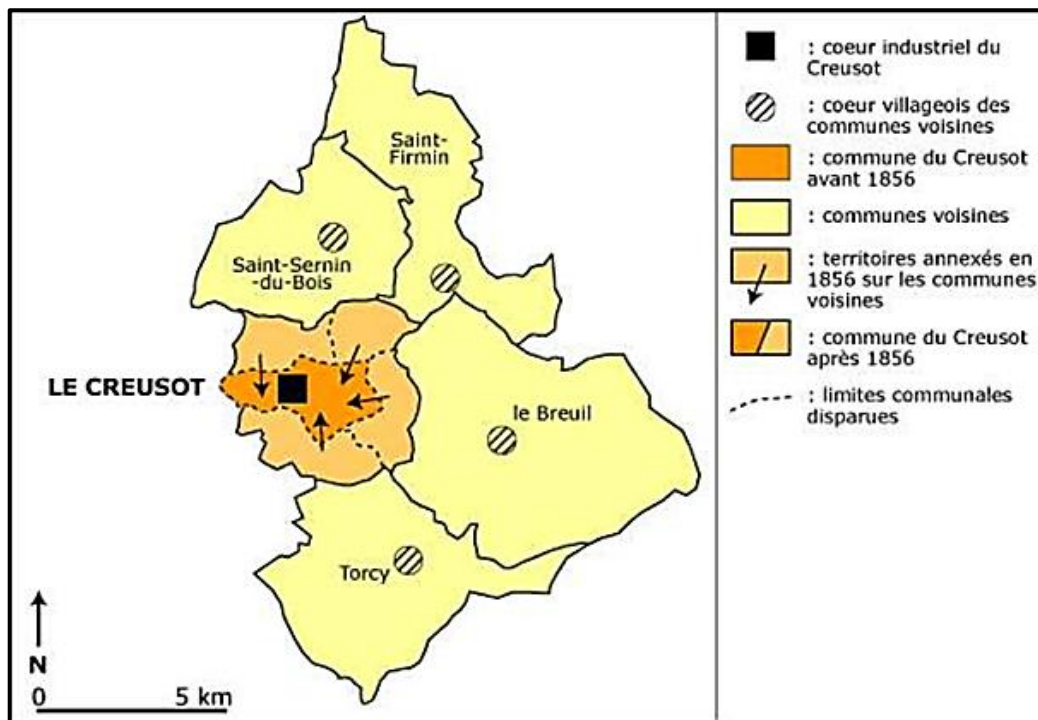 Saint-
Firmin
Saint-Sernin
-du-Bois
LE CREUSOT
le Breuil
Torcy
N
0 5 km
: coeur industriel du
Creusot
: coeur villageois des
communes voisines
: commune du Creusot
avant 1856
: communes voisines
: territoires annexés en
1856 sur les communes
voisines
: commune du Creusot
après 1856
: limites communales
disparues